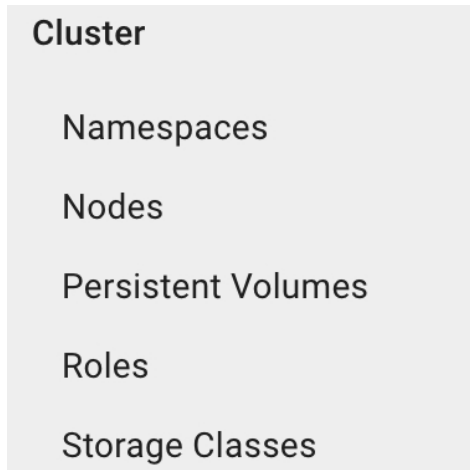 Cluster
Namespaces
Nodes
Persistent Volumes
Roles
Storage Classes